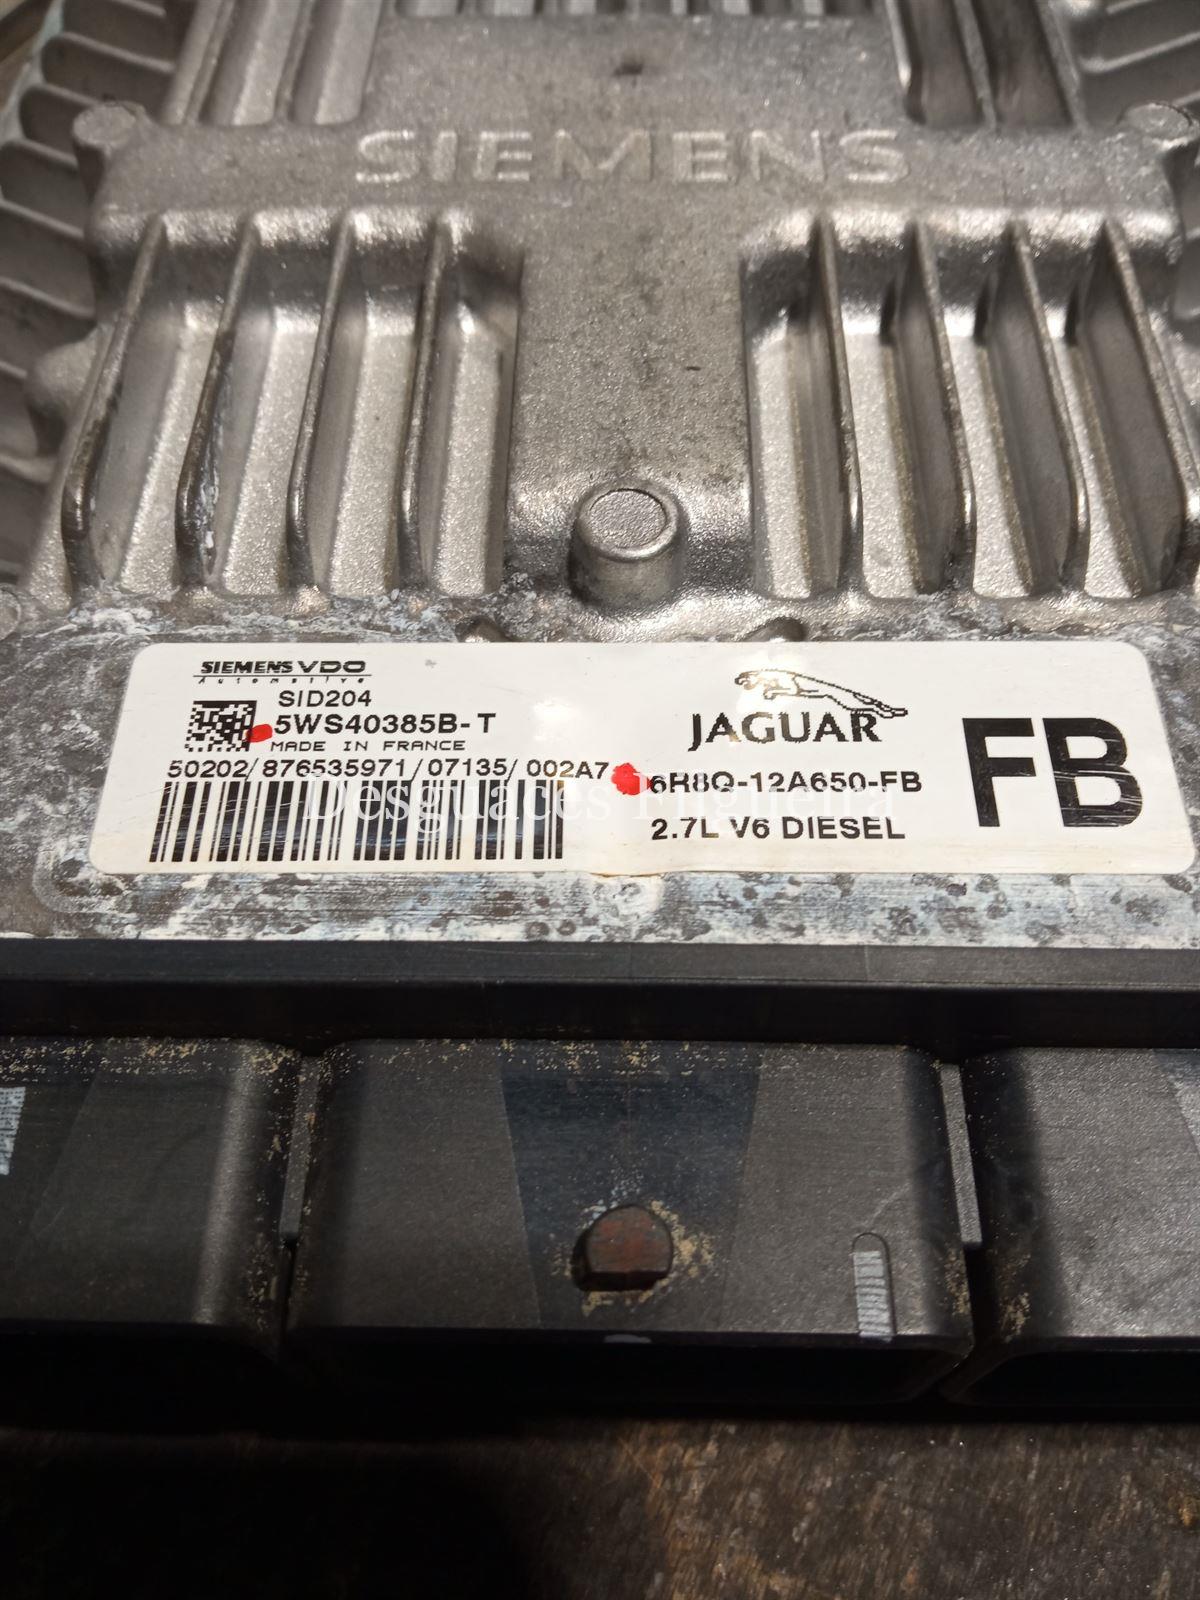 SIEMENS
SIEMENS VDO
Automotive
SID204
5WS40385B-T
MADE IN FRANCE
50202/876535971/07135/002A7
JAGUAR
6R8Q-12A650-FB
2.7L V6 DIESEL
FB
Desguaces Figueira